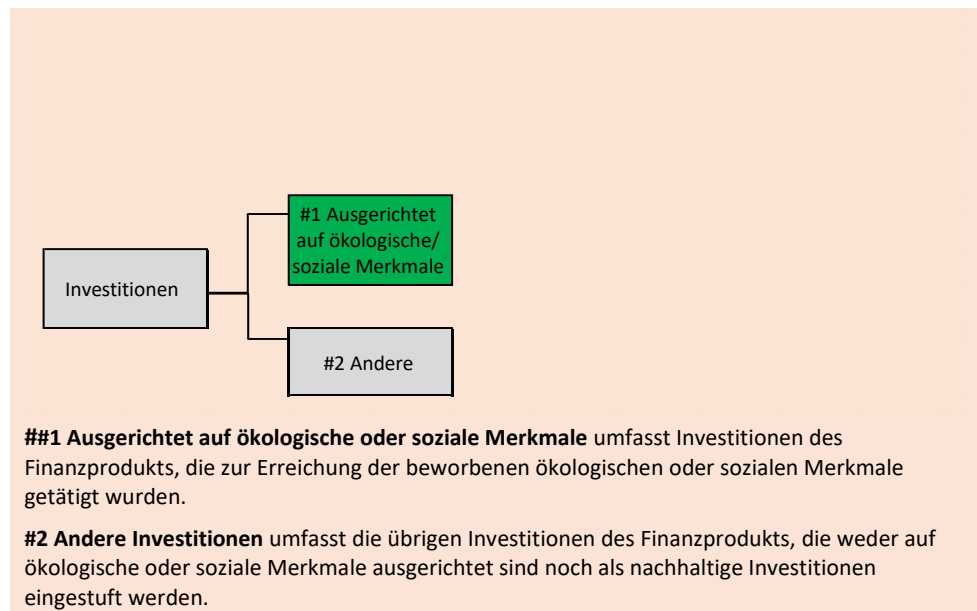 #1 Ausgerichtet
auf ökologische/
soziale Merkmale
Investitionen
#2 Andere
##1 Ausgerichtet auf ökologische oder soziale Merkmale umfasst Investitionen des
Finanzprodukts, die zur Erreichung der beworbenen ökologischen oder sozialen Merkmale
getätigt wurden.
#2 Andere Investitionen umfasst die übrigen Investitionen des Finanzprodukts, die weder auf
ökologische oder soziale Merkmale ausgerichtet sind noch als nachhaltige Investitionen
eingestuft werden.